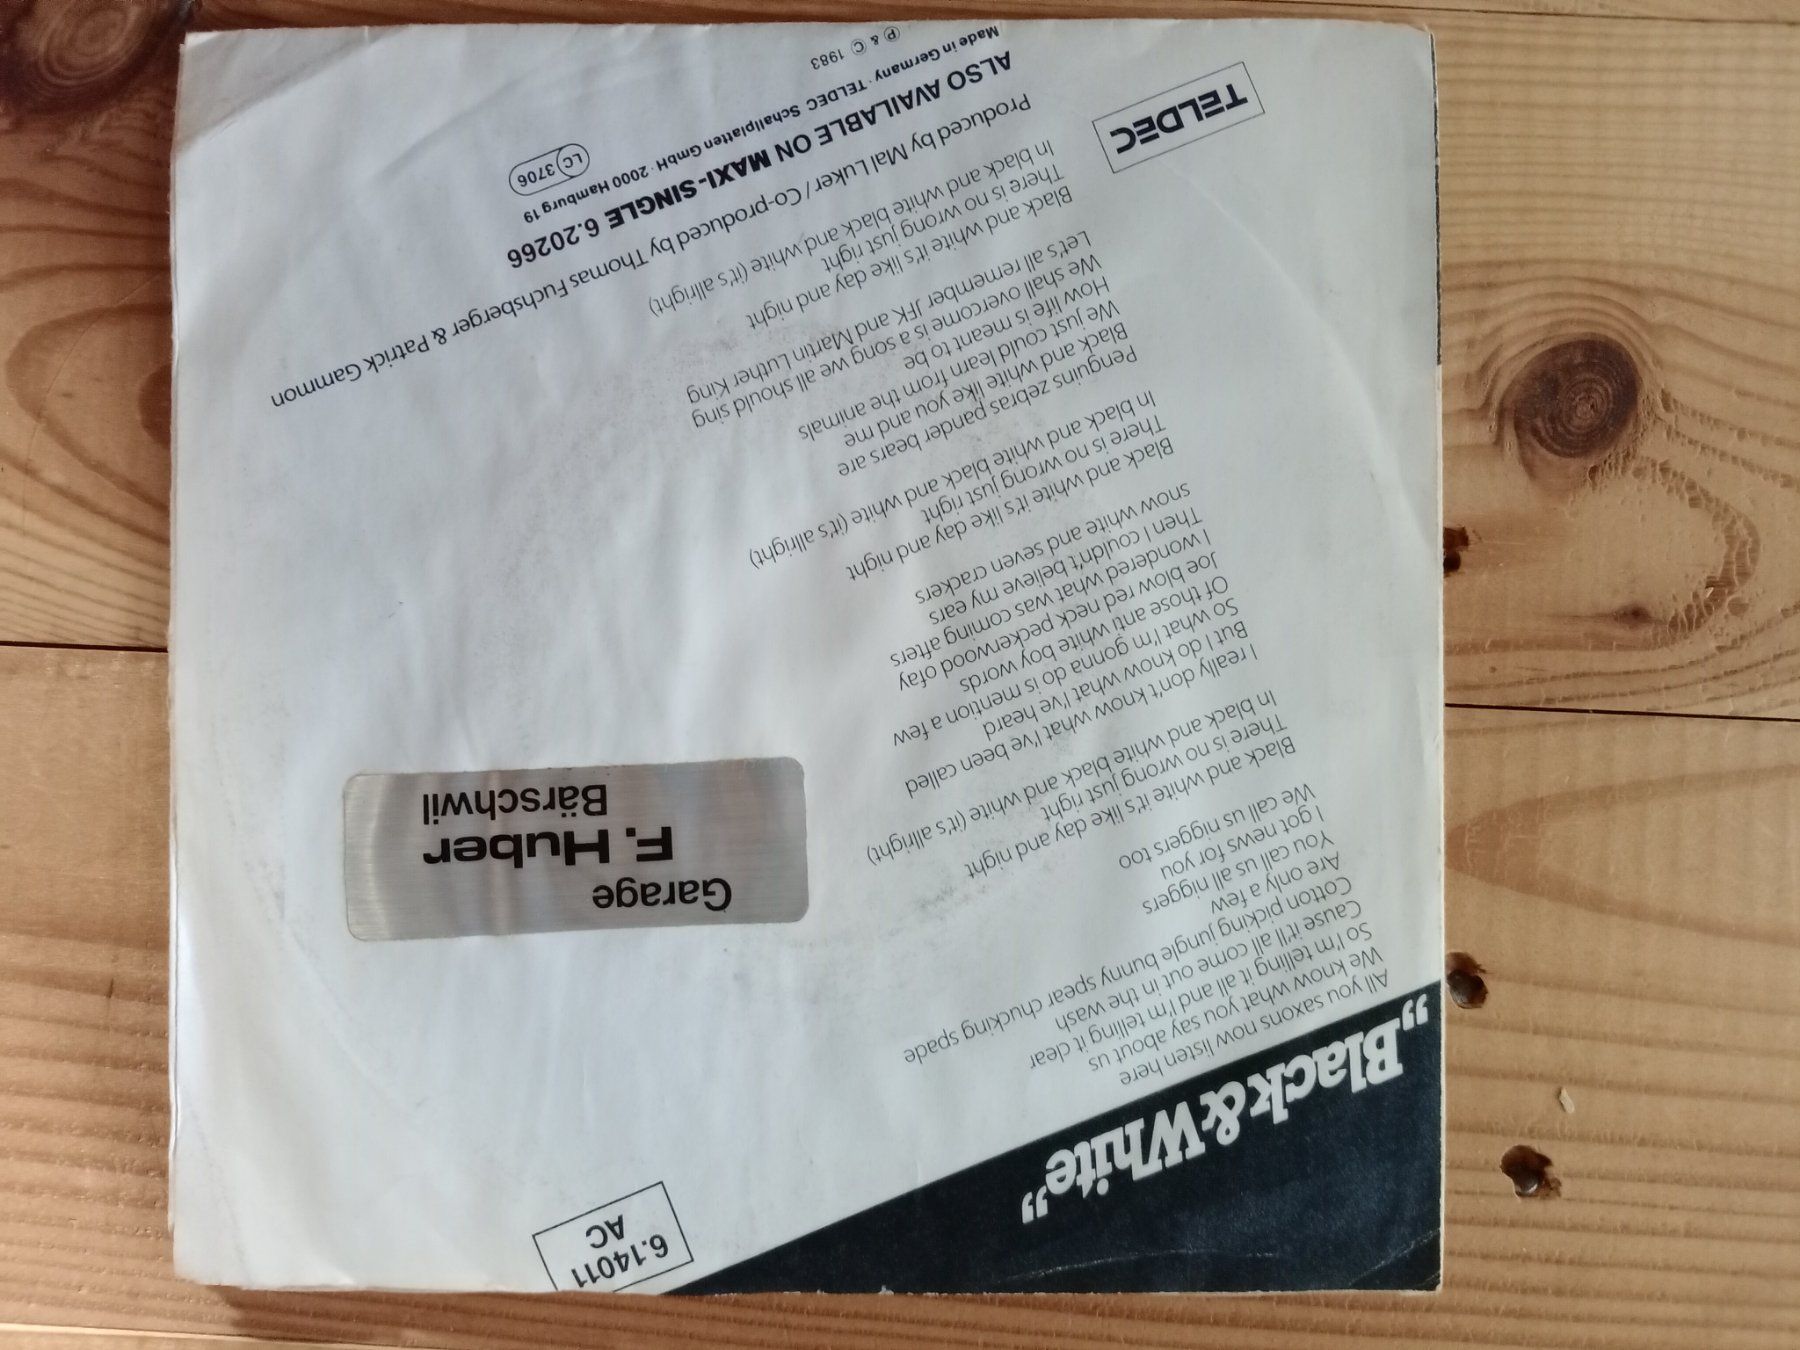 "Black & White"
6.14011
AC
All you saxons now listen here
We know what you say about us
So I'm telling it all and I'm telling it clear
Cause it'll all come out in the wash
Cotton picking jungle bunny spear chucking spade
Are only a few
You call us all niggers
I got news for you
We call us niggers too
Black and white it's like day and night
There is no wrong just right
In black and white black and white (it's allright)
I really don't know what I've been called
But I do know what I've heard
So what I'm gonna do is mention a few
Of those anti white boy words
Joe blow red neck peckerwood ofay
I wondered what was coming afters
Then I couldn't believe my ears
snow white and seven crackers
Black and white it's like day and night
There is no wrong just right
In black and white black and white (it's allright)
Penguins zebras pander bears are
Black and white like you and me
We just could learn from the animals
How life is meant to be
We shall overcome is a song we all should sing
Let's all remember JFK and Martin Luther King
Black and white it's like day and night
There is no wrong just right
In black and white black and white (it's allright)
Garage
F. Huber
Bärschwil
Produced by Mal Luker / Co-produced by Thomas Fuchsberger & Patrick Gammon
ALSO AVAILABLE ON MAXI-SINGLE 6.20266
Made in Germany · TELDEC Schallplatten GmbH · 2000 Hamburg 19
LC 3706
℗ & © 1983
TELDEC